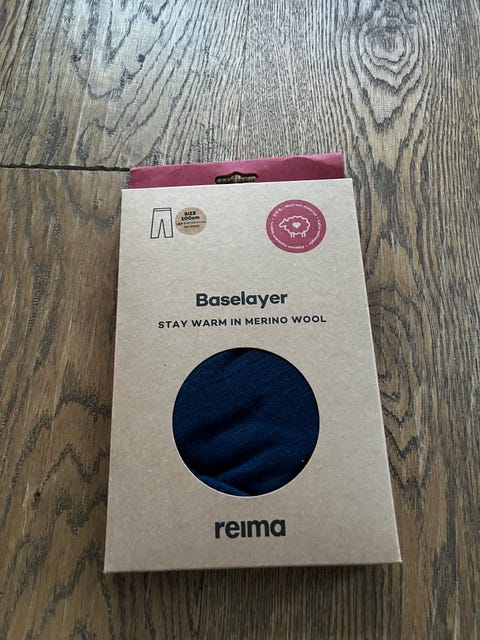 SIZE
100cm
Baselayer
STAY WARM IN MERINO WOOL
reima